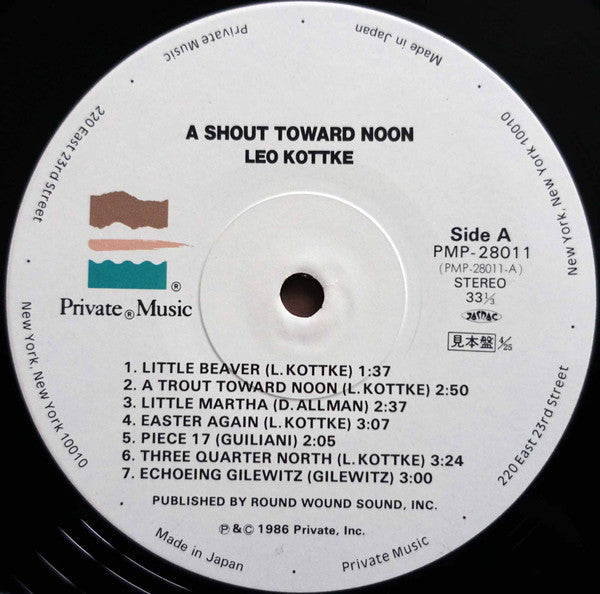 A SHOUT TOWARD NOON
LEO KOTTKE
Private® Music
®
Side A
PMP-28011
(PMP-28011-A)
STEREO
33⅓
JASRAC
見本盤 4/25
1. LITTLE BEAVER (L. KOTTKE) 1:37
2. A TROUT TOWARD NOON (L. KOTTKE) 2:50
3. LITTLE MARTHA (D. ALLMAN) 2:37
4. EASTER AGAIN (L. KOTTKE) 3:07
5. PIECE 17 (GUILIANI) 2:05
6. THREE QUARTER NORTH (L. KOTTKE) 3:24
7. ECHOEING GILEWITZ (GILEWITZ) 3:00
PUBLISHED BY ROUND WOUND SOUND, INC.
℗ & © 1986 Private, Inc.
Private Music
Made in Japan
New York, New York 10010
220 East 23rd Street
Private Music
Made in Japan
New York, New York 10010
220 East 23rd Street